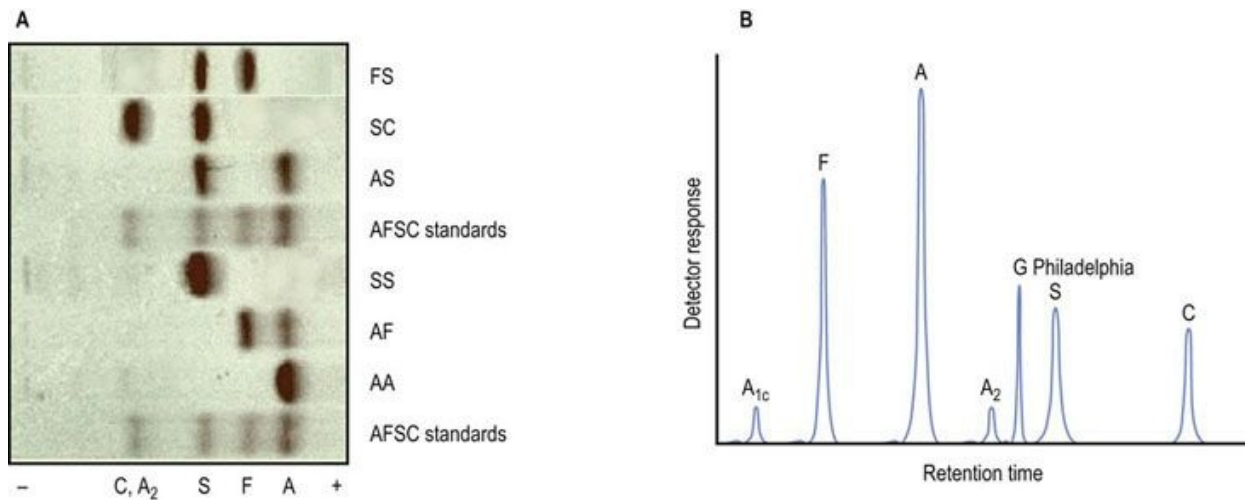 A
FS
SC
AS
AFSC standards
SS
AF
AA
AFSC standards
– C, A₂ S F A +
B
Detector response
A₁c
F
A
A₂
G Philadelphia
S
C
Retention time